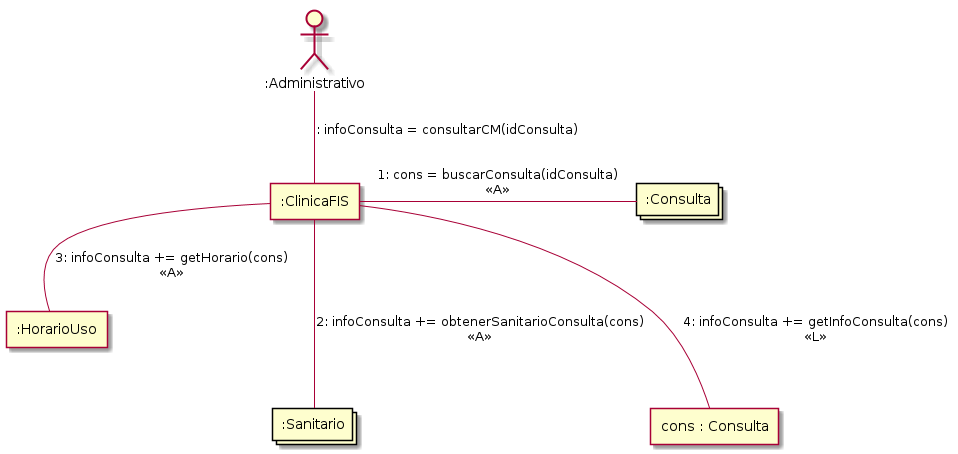 :Administrativo
: infoConsulta = consultarCM(idConsulta)
1: cons = buscarConsulta(idConsulta)
«A»
:ClinicaFIS
:Consulta
3: infoConsulta += getHorario(cons)
«A»
:HorarioUso
2: infoConsulta += obtenerSanitarioConsulta(cons)
«A»
4: infoConsulta += getInfoConsulta(cons)
«L»
:Sanitario
cons : Consulta